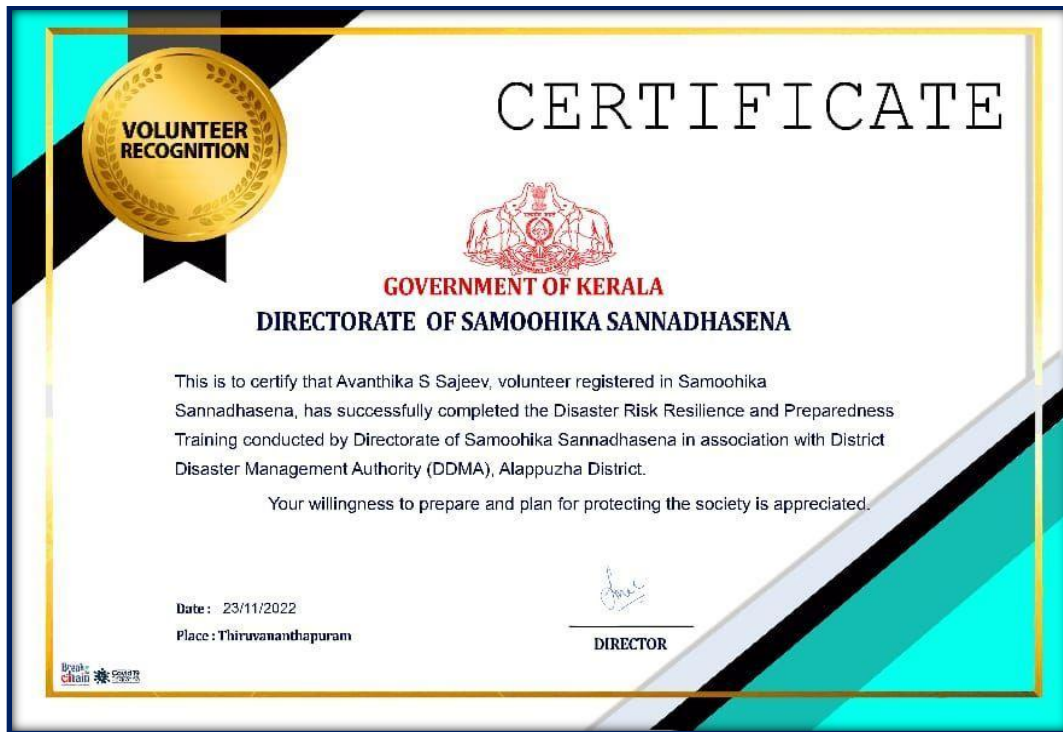 VOLUNTEER
RECOGNITION
CERTIFICATE
GOVERNMENT OF KERALA
DIRECTORATE OF SAMOOHIKA SANNADHASENA
This is to certify that Avanthika S Sajeev, volunteer registered in Samoohika
Sannadhasena, has successfully completed the Disaster Risk Resilience and Preparedness
Training conducted by Directorate of Samoohika Sannadhasena in association with District
Disaster Management Authority (DDMA), Alappuzha District.
Your willingness to prepare and plan for protecting the society is appreciated.
Date : 23/11/2022
Place : Thiruvananthapuram
DIRECTOR
Break
Chain
Covid19